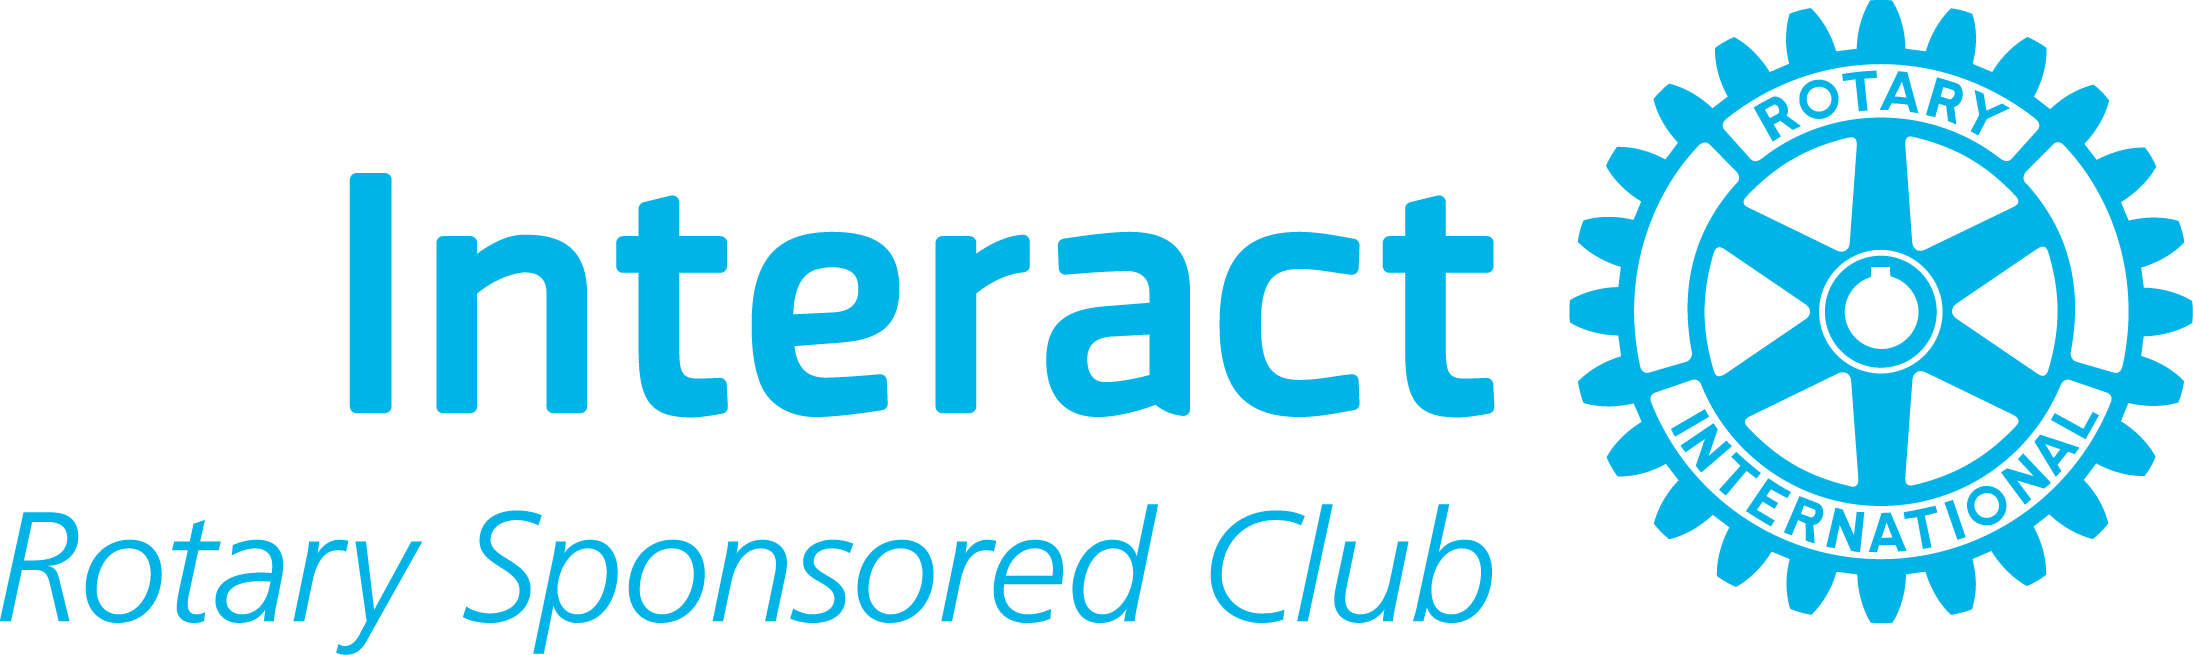 Interact
Rotary Sponsored Club
ROTARY
INTERNATIONAL